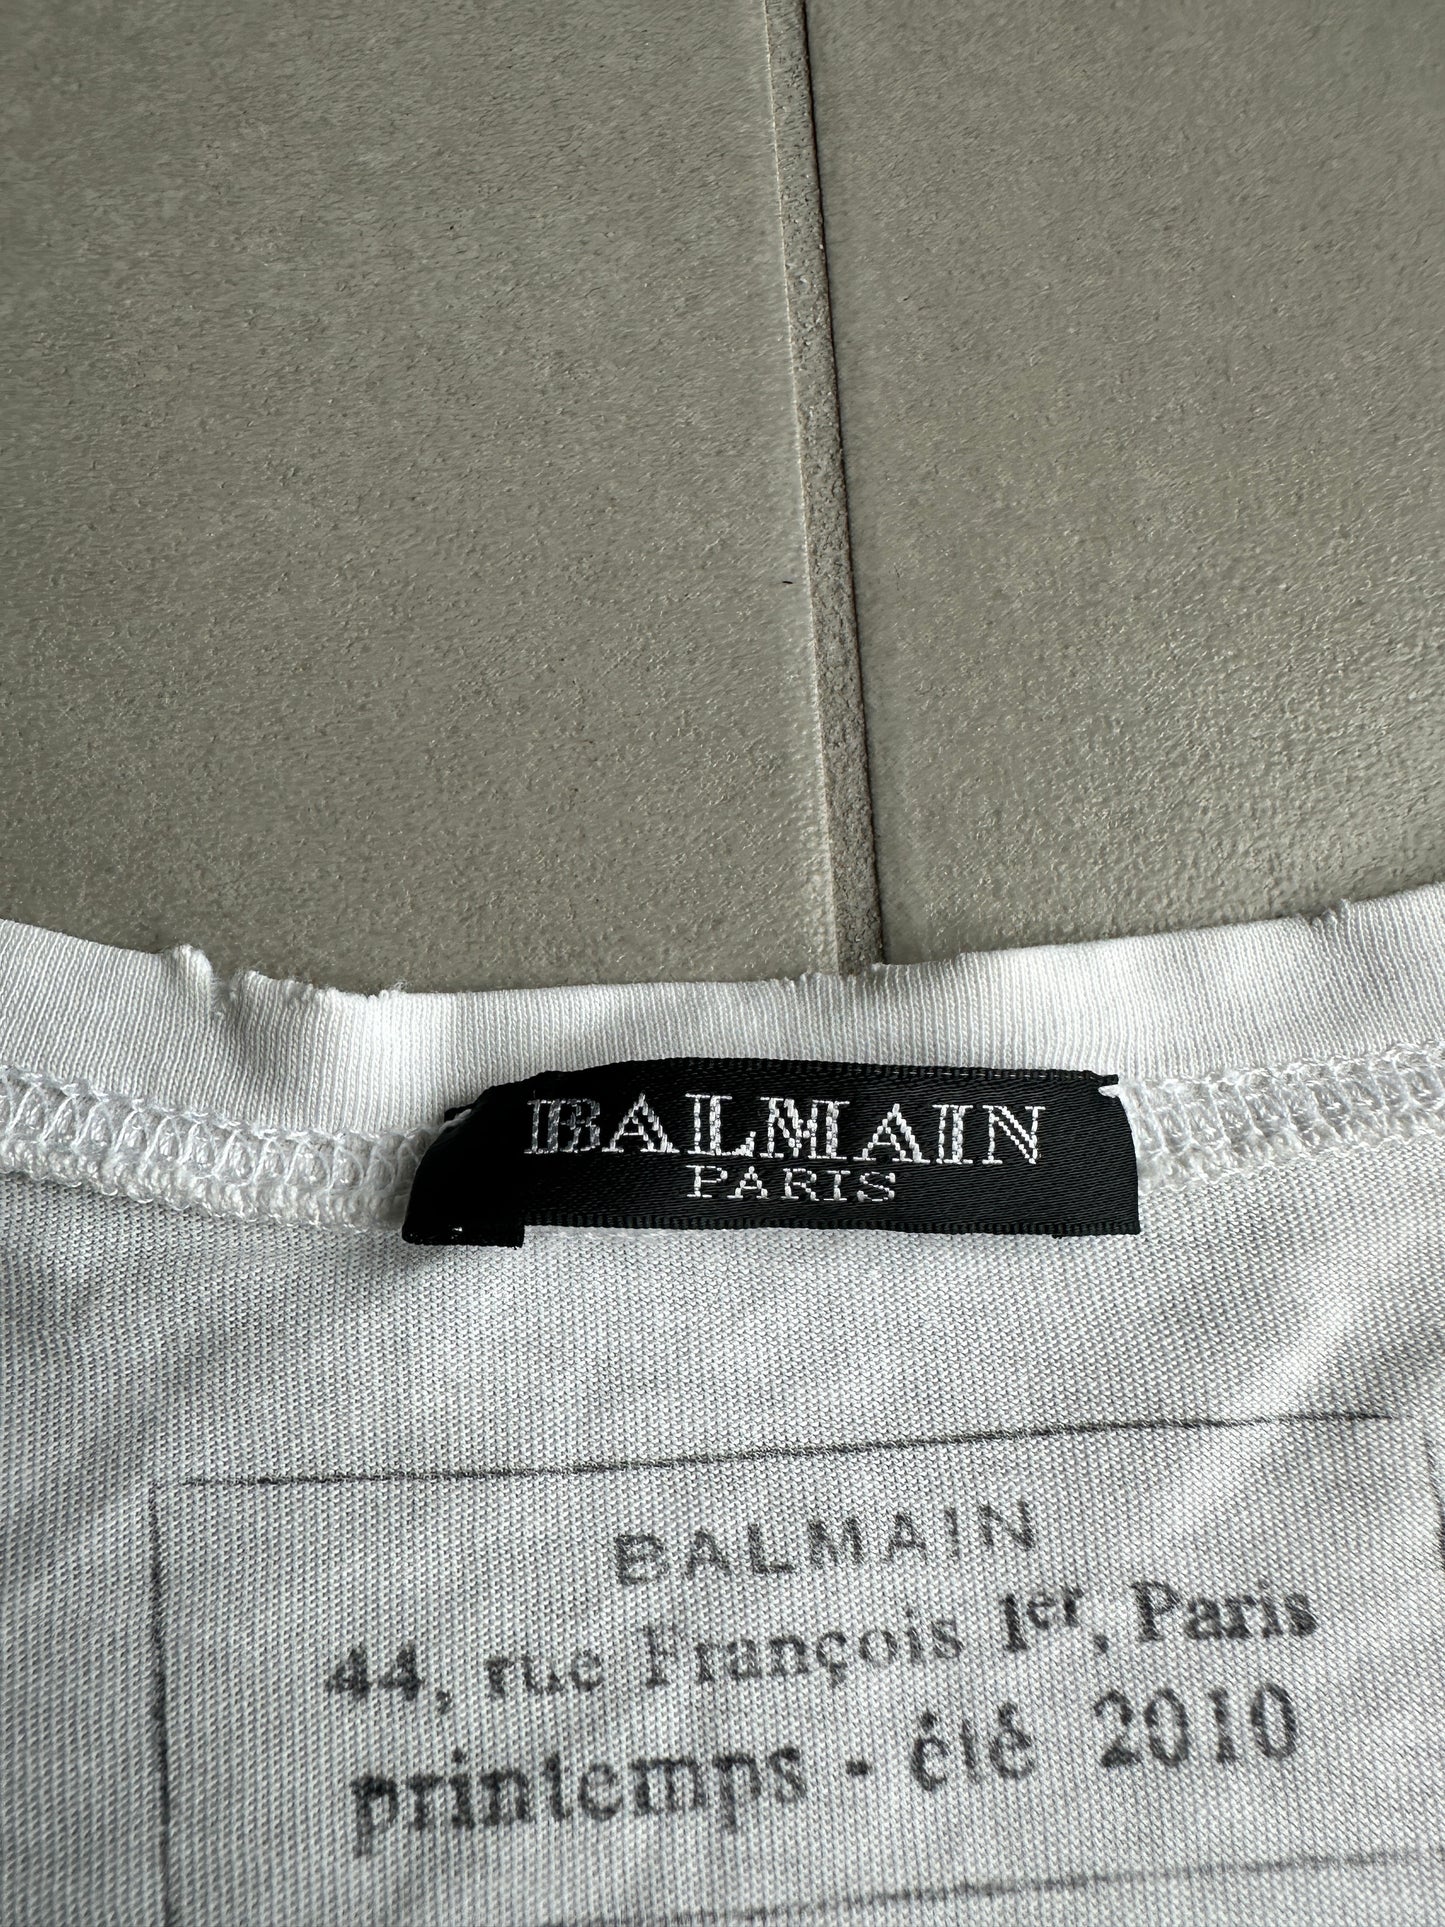 BALMAIN
PARIS
BALMAIN
44, rue François 1er, Paris
printemps - été 2010